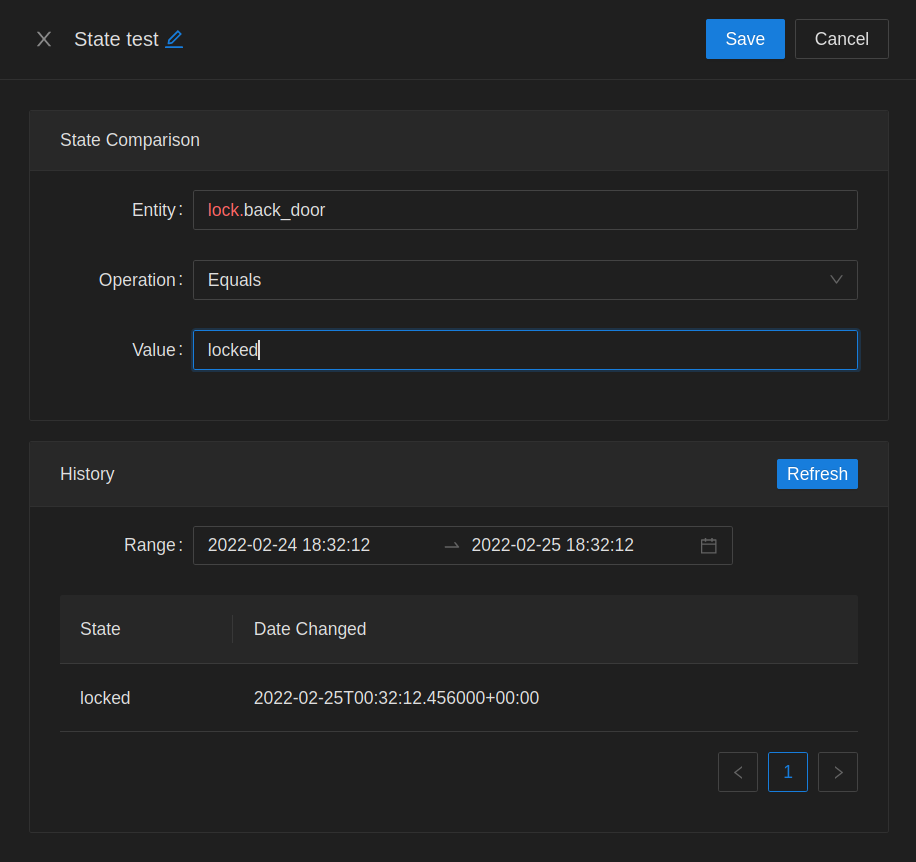 State test
Save
Cancel
State Comparison
Entity:
lock.back_door
Operation:
Equals
Value:
locked
History
Refresh
Range:
2022-02-24 18:32:12
2022-02-25 18:32:12
State
Date Changed
locked
2022-02-25T00:32:12.456000+00:00
1